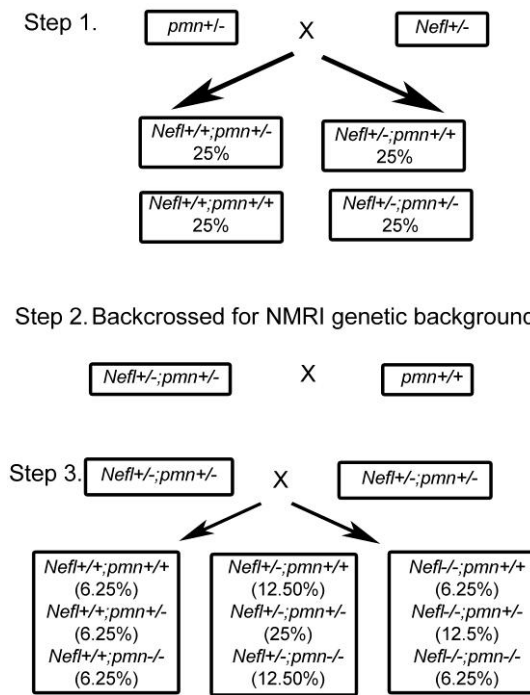 Step 1. pmn+/- X Nefl+/-
Nefl+/+;pmn+/- Nefl+/-;pmn+/+
25% 25%
Nefl+/+;pmn+/+ Nefl+/-;pmn+/-
25% 25%
Step 2. Backcrossed for NMRI genetic background
Nefl+/-;pmn+/- X pmn+/+
Step 3. Nefl+/-;pmn+/- X Nefl+/-;pmn+/-
Nefl+/+;pmn+/+ Nefl+/-;pmn+/+ Nefl-/-;pmn+/+
(6.25%) (12.50%) (6.25%)
Nefl+/+;pmn+/- Nefl+/-;pmn+/- Nefl-/-;pmn+/-
(6.25%) (25%) (12.5%)
Nefl+/+;pmn-/- Nefl+/-;pmn-/- Nefl-/-;pmn-/-
(6.25%) (12.50%) (6.25%)